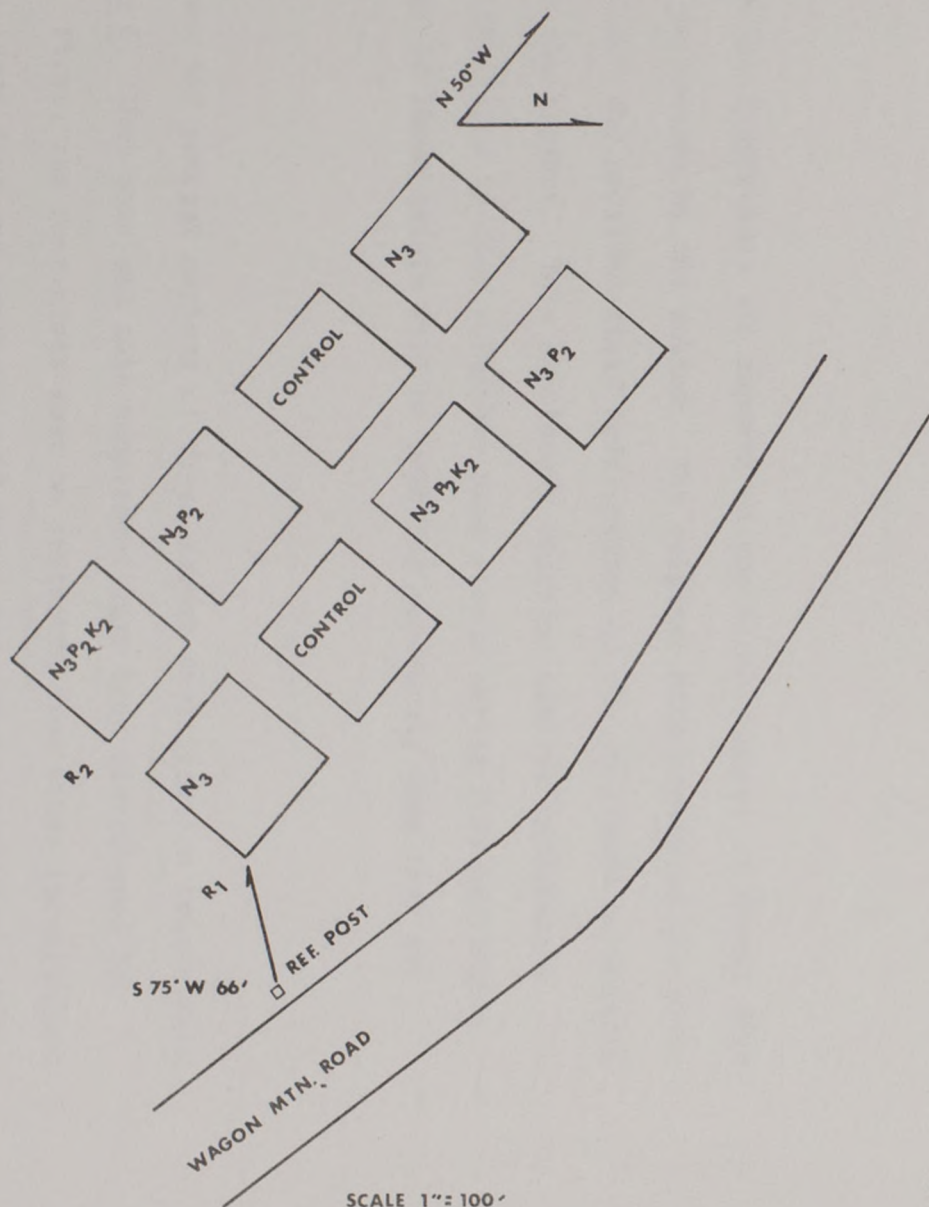 N 50° W
N
N₃
CONTROL
N₃P₂
N₃P₂
N₃P₂K₂
N₃P₂K₂
CONTROL
R₂
N₃
R₁
REF. POST
S 75° W 66'
WAGON MTN. ROAD
SCALE 1" = 100'